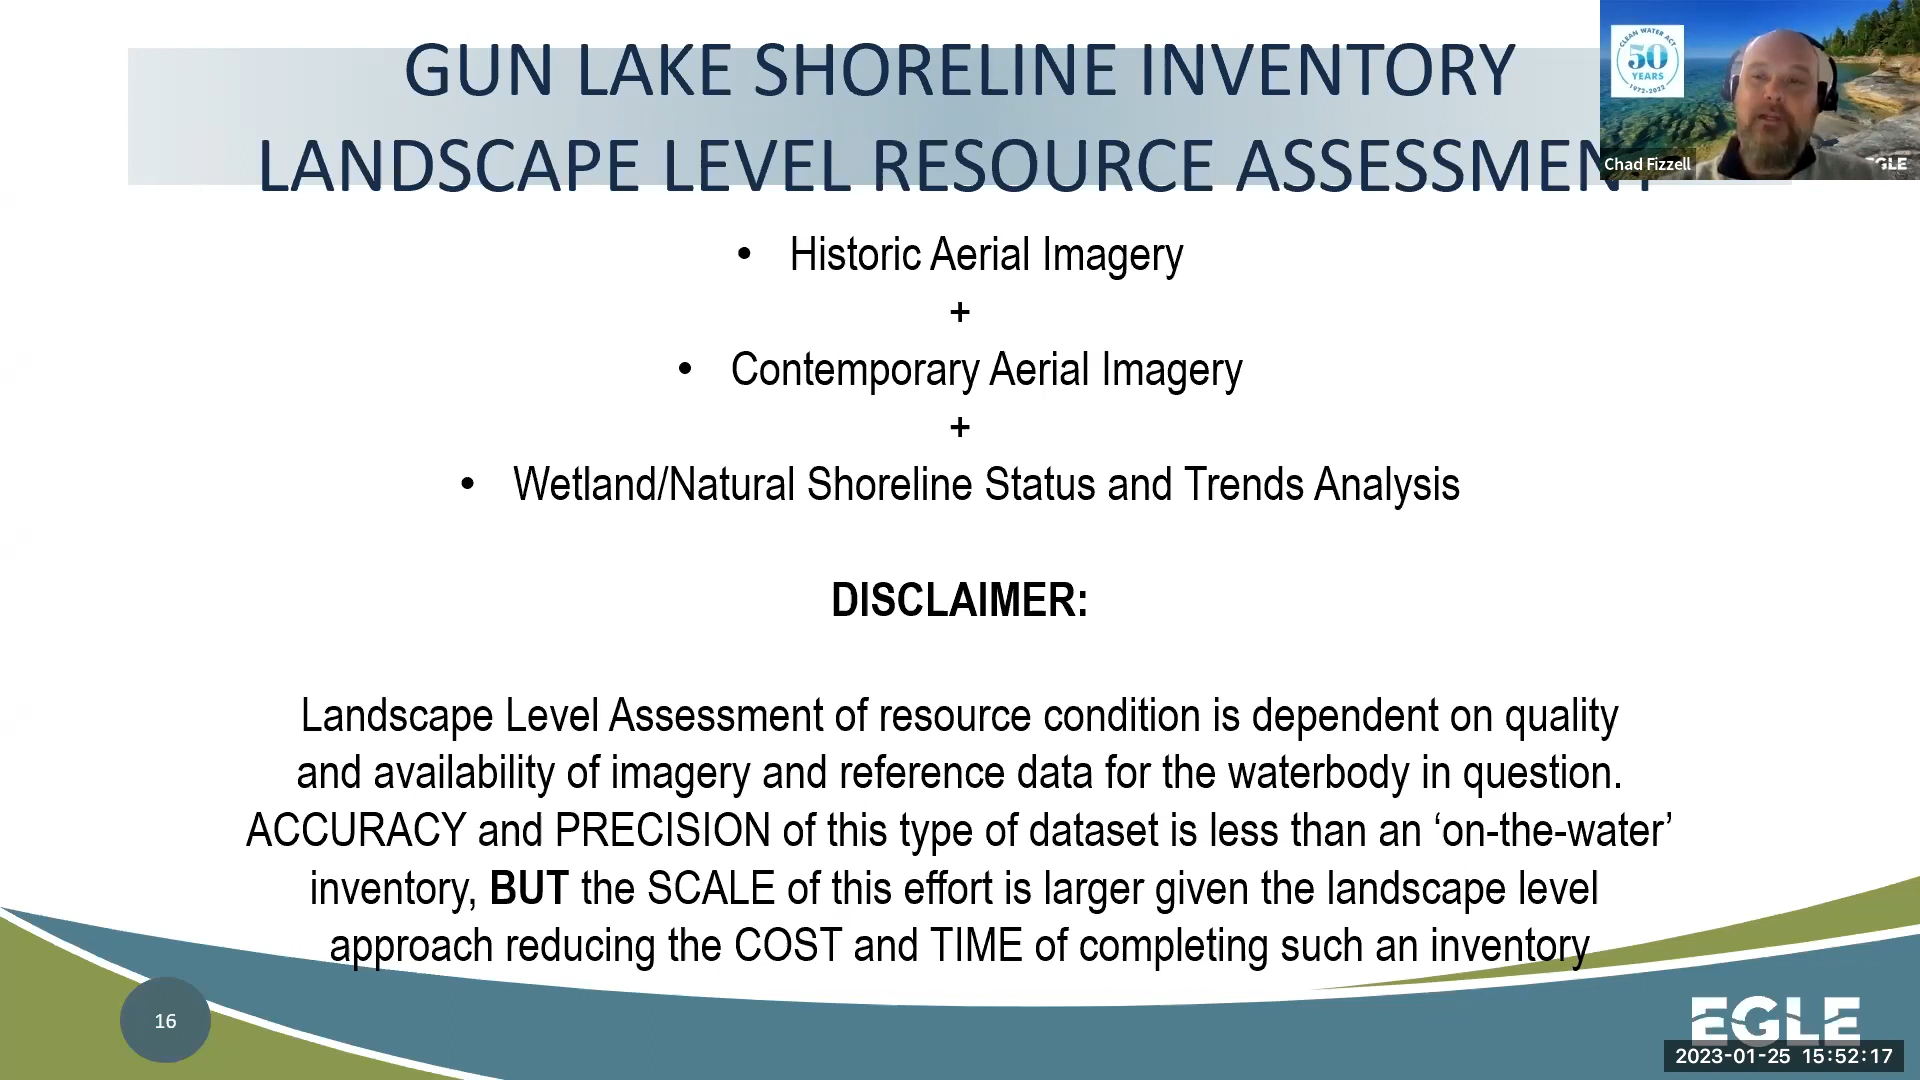 GUN LAKE SHORELINE INVENTORY
LANDSCAPE LEVEL RESOURCE ASSESSMENT
CLEAN WATER ACT
50
YEARS
1972-2022
Chad Fizzell
EGLE
• Historic Aerial Imagery
+
• Contemporary Aerial Imagery
+
• Wetland/Natural Shoreline Status and Trends Analysis
DISCLAIMER:
Landscape Level Assessment of resource condition is dependent on quality
and availability of imagery and reference data for the waterbody in question.
ACCURACY and PRECISION of this type of dataset is less than an ‘on-the-water’
inventory, BUT the SCALE of this effort is larger given the landscape level
approach reducing the COST and TIME of completing such an inventory
16
EGLE
2023-01-25 15:52:17